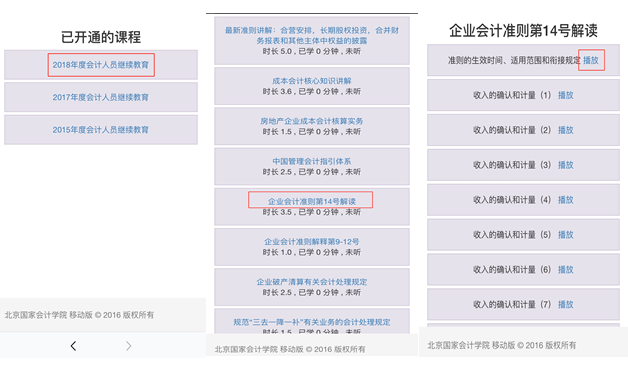 已开通的课程
2018年度会计人员继续教育
2017年度会计人员继续教育
2015年度会计人员继续教育
北京国家会计学院 移动版 © 2016 版权所有
最新准则讲解：合营安排，长期股权投资，合并财
务报表和其他主体中权益的披露
时长 5.0 , 已学 0 分钟 , 未听
成本会计核心知识讲解
时长 3.6 , 已学 0 分钟 , 未听
房地产企业成本会计核算实务
时长 1.5 , 已学 0 分钟 , 未听
中国管理会计指引体系
时长 2.5 , 已学 0 分钟 , 未听
企业会计准则第14号解读
时长 3.5 , 已学 0 分钟 , 未听
企业会计准则解释第9-12号
时长 1.0 , 已学 0 分钟 , 未听
企业破产清算有关会计处理规定
时长 2.5 , 已学 0 分钟 , 未听
规范“三去一降一补”有关业务的会计处理规定
时长 1.5 , 已学 0 分钟 , 未听
北京国家会计学院 移动版 © 2016 版权所有
企业会计准则第14号解读
准则的生效时间、适用范围和衔接规定 播放
收入的确认和计量（1） 播放
收入的确认和计量（2） 播放
收入的确认和计量（3） 播放
收入的确认和计量（4） 播放
收入的确认和计量（5） 播放
收入的确认和计量（6） 播放
收入的确认和计量（7） 播放
北京国家会计学院 移动版 © 2016 版权所有